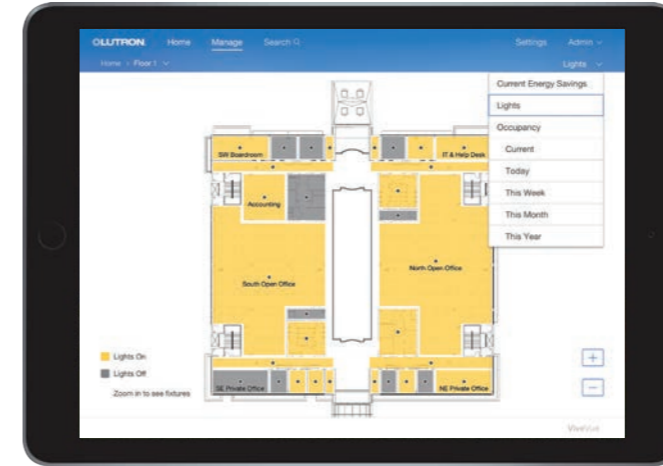 LUTRON Home Manage Search Settings Admin
Home > Floor 1 Lights
Current Energy Savings
Lights
Occupancy
Current
Today
This Week
This Month
This Year
SW Boardroom
IT & Help Desk
Accounting
South Open Office
North Open Office
SE Private Office
NE Private Office
Lights On
Lights Off
Zoom in to see fixtures
+
−
ViveVue